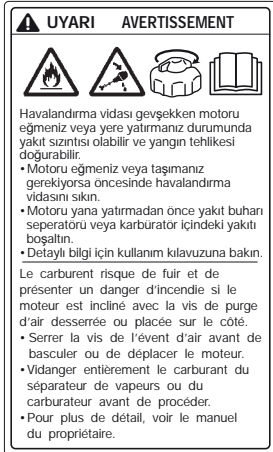 UYARI AVERTISSEMENT
Havalandırma vidası gevşekken motoru
eğmeniz veya yere yatırmanız durumunda
yakıt sızıntısı olabilir ve yangın tehlikesi
doğurabilir.
•Motoru eğmeniz veya taşımanız
gerekiyorsa öncesinde havalandırma
vidasını sıkın.
•Motoru yana yatırmadan önce yakıt buharı
seperatörü veya karbüratör içindeki yakıtı
boşaltın.
•Detaylı bilgi için kullanım kılavuzuna bakın.
Le carburent risque de fuir et de
présenter un danger d'incendie si le
moteur est incliné avec la vis de purge
d'air desserrée ou placée sur le côté.
• Serrer la vis de l'évent d'air avant de
basculer ou de déplacer le moteur.
•Vidanger entièrement le carburant du
séparateur de vapeurs ou du
carburateur avant de procéder.
•Pour plus de détail, voir le manuel
du propriétaire.